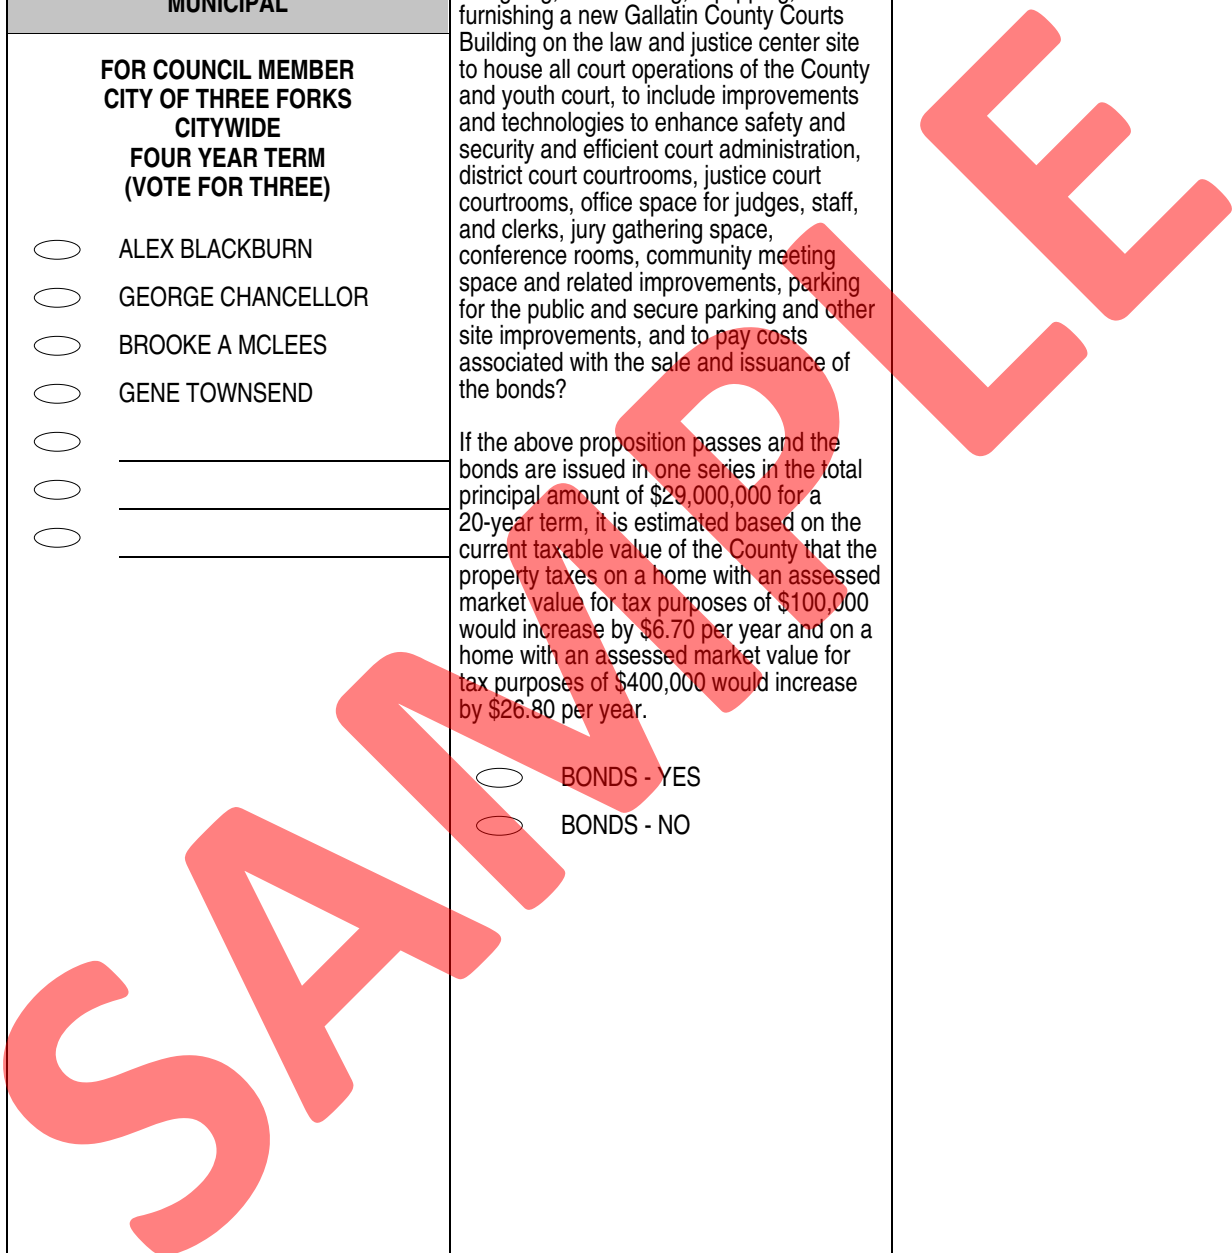 MUNICIPAL
FOR COUNCIL MEMBER
CITY OF THREE FORKS
CITYWIDE
FOUR YEAR TERM
(VOTE FOR THREE)
ALEX BLACKBURN
GEORGE CHANCELLOR
BROOKE A MCLEES
GENE TOWNSEND
furnishing a new Gallatin County Courts
Building on the law and justice center site
to house all court operations of the County
and youth court, to include improvements
and technologies to enhance safety and
security and efficient court administration,
district court courtrooms, justice court
courtrooms, office space for judges, staff,
and clerks, jury gathering space,
conference rooms, community meeting
space and related improvements, parking
for the public and secure parking and other
site improvements, and to pay costs
associated with the sale and issuance of
the bonds?
If the above proposition passes and the
bonds are issued in one series in the total
principal amount of $29,000,000 for a
20-year term, it is estimated based on the
current taxable value of the County that the
property taxes on a home with an assessed
market value for tax purposes of $100,000
would increase by $6.70 per year and on a
home with an assessed market value for
tax purposes of $400,000 would increase
by $26.80 per year.
BONDS - YES
BONDS - NO
SAMPLE